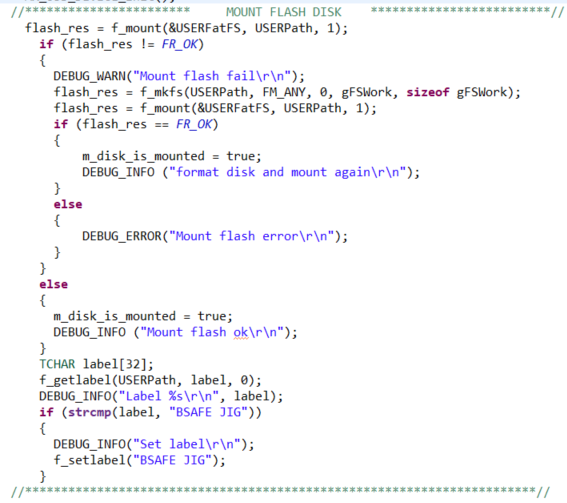 //*********************** MOUNT FLASH DISK *************************//
flash_res = f_mount(&USERFatFS, USERPath, 1);
if (flash_res != FR_OK)
{
DEBUG_WARN("Mount flash fail\r\n");
flash_res = f_mkfs(USERPath, FM_ANY, 0, gFSWork, sizeof gFSWork);
flash_res = f_mount(&USERFatFS, USERPath, 1);
if (flash_res == FR_OK)
{
m_disk_is_mounted = true;
DEBUG_INFO ("format disk and mount again\r\n");
}
else
{
DEBUG_ERROR("Mount flash error\r\n");
}
}
else
{
m_disk_is_mounted = true;
DEBUG_INFO ("Mount flash ok\r\n");
}
TCHAR label[32];
f_getlabel(USERPath, label, 0);
DEBUG_INFO("Label %s\r\n", label);
if (strcmp(label, "BSAFE JIG"))
{
DEBUG_INFO("Set label\r\n");
f_setlabel("BSAFE JIG");
}
//***********************************************************************//